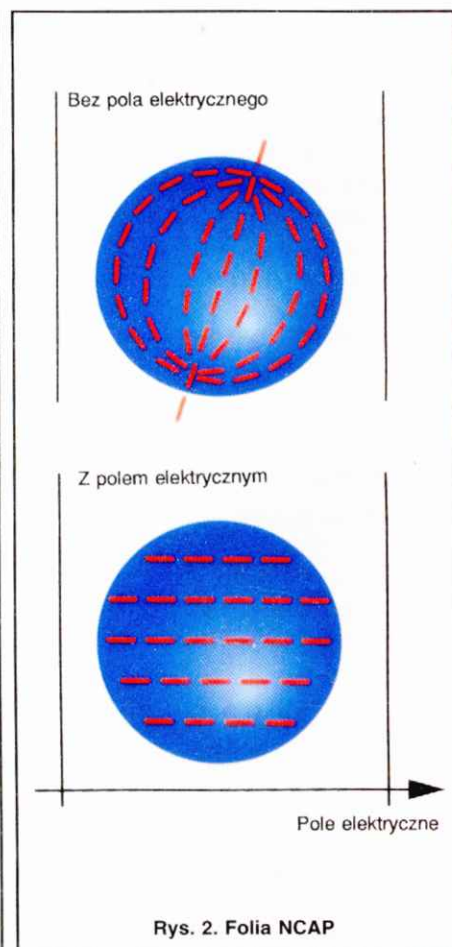 Bez pola elektrycznego
Z polem elektrycznym
Pole elektryczne
Rys. 2. Folia NCAP